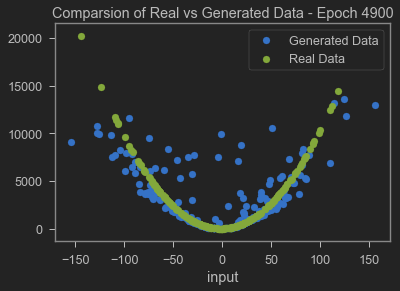 Comparsion of Real vs Generated Data - Epoch 4900
Generated Data
Real Data
20000
15000
10000
5000
0
−150 −100 −50 0 50 100 150
input